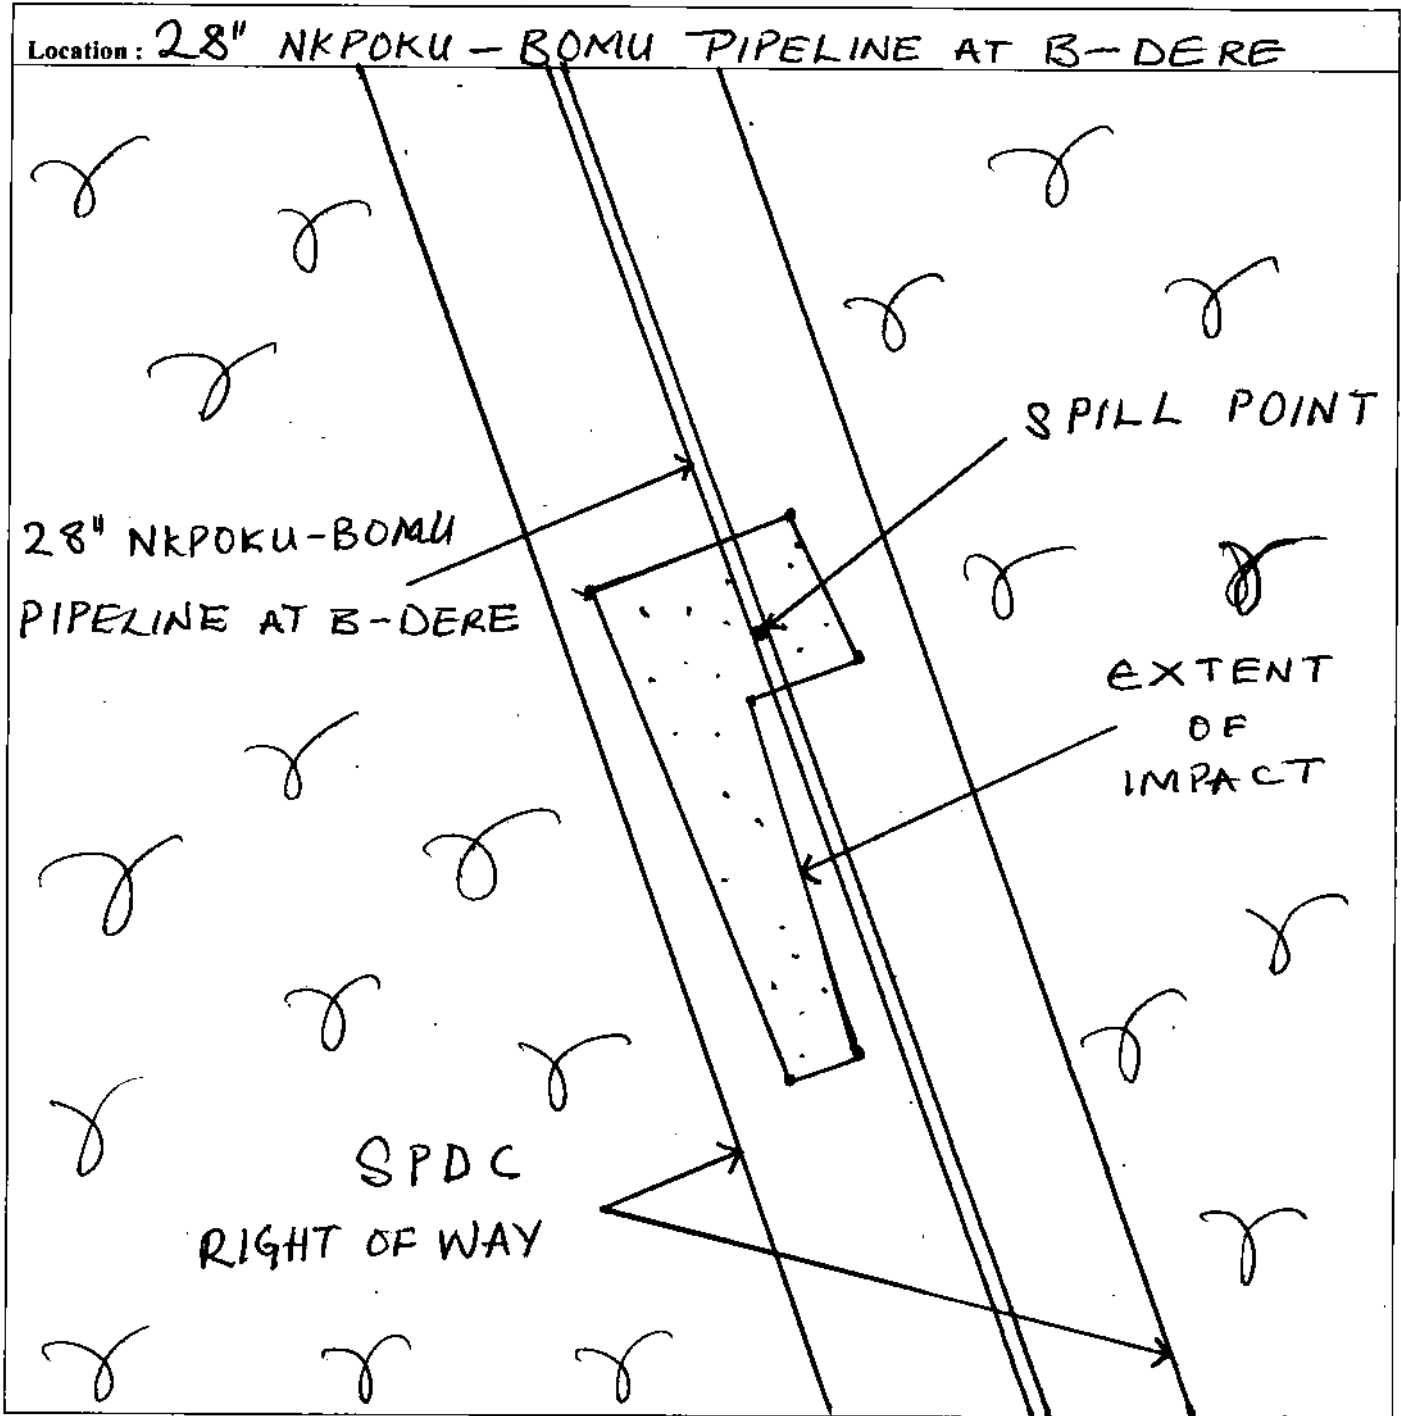 Location : 28" NKPOKU - BOMU PIPELINE AT B-DERE
SPILL POINT
28" NKPOKU-BOMU
PIPELINE AT B-DERE
EXTENT
OF
IMPACT
SPDC
RIGHT OF WAY